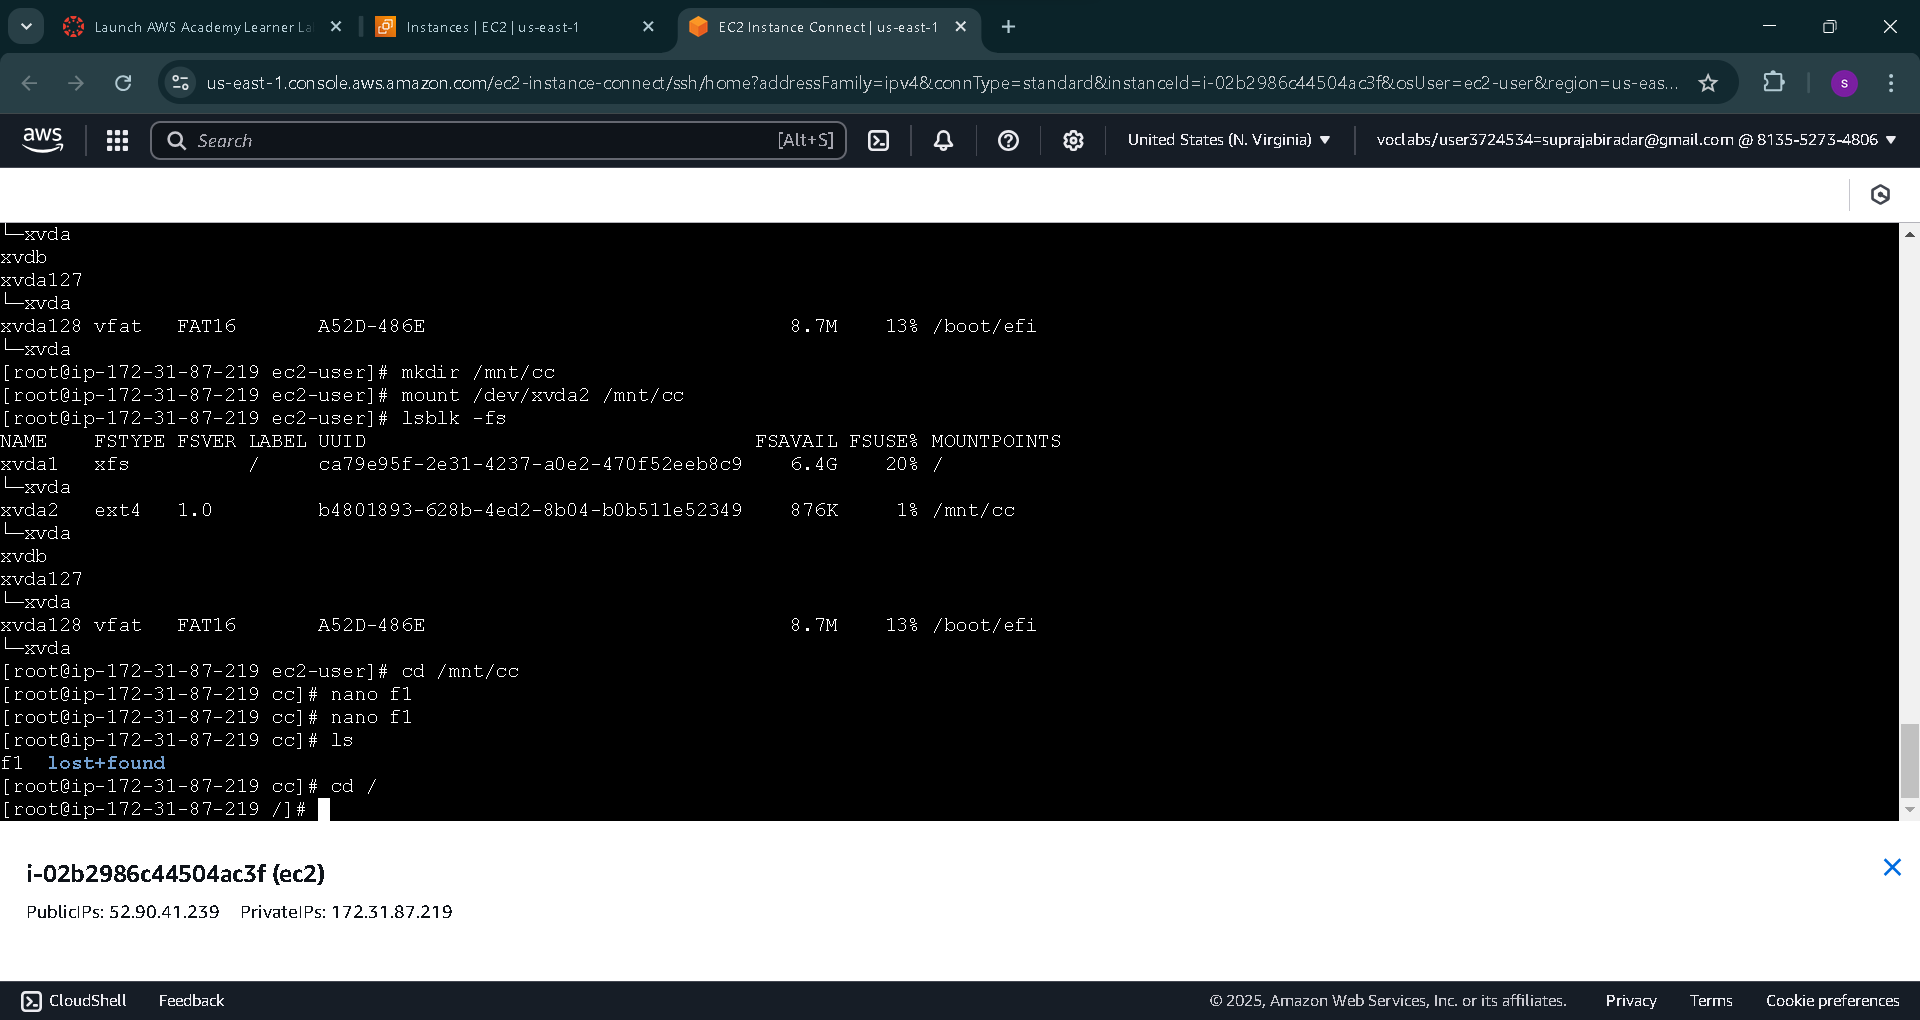 Launch AWS Academy Learner La
Instances | EC2 | us-east-1
EC2 Instance Connect | us-east-1
us-east-1.console.aws.amazon.com/ec2-instance-connect/ssh/home?addressFamily=ipv4&connType=standard&instanceId=i-02b2986c44504ac3f&osUser=ec2-user&region=us-eas...
s
aws
Search
[Alt+S]
United States (N. Virginia) ▼
voclabs/user3724534=suprajabiradar@gmail.com @ 8135-5273-4806 ▼
└─xvda
xvdb
xvda127
└─xvda
xvda128 vfat   FAT16       A52D-486E                               8.7M    13% /boot/efi
└─xvda
[root@ip-172-31-87-219 ec2-user]# mkdir /mnt/cc
[root@ip-172-31-87-219 ec2-user]# mount /dev/xvda2 /mnt/cc
[root@ip-172-31-87-219 ec2-user]# lsblk -fs
NAME    FSTYPE FSVER LABEL UUID                                 FSAVAIL FSUSE% MOUNTPOINTS
xvda1   xfs          /     ca79e95f-2e31-4237-a0e2-470f52eeb8c9    6.4G    20% /
└─xvda
xvda2   ext4   1.0         b4801893-628b-4ed2-8b04-b0b511e52349    876K     1% /mnt/cc
└─xvda
xvdb
xvda127
└─xvda
xvda128 vfat   FAT16       A52D-486E                               8.7M    13% /boot/efi
└─xvda
[root@ip-172-31-87-219 ec2-user]# cd /mnt/cc
[root@ip-172-31-87-219 cc]# nano f1
[root@ip-172-31-87-219 cc]# nano f1
[root@ip-172-31-87-219 cc]# ls
f1  lost+found
[root@ip-172-31-87-219 cc]# cd /
[root@ip-172-31-87-219 /]#
i-02b2986c44504ac3f (ec2)
PublicIPs: 52.90.41.239    PrivateIPs: 172.31.87.219
CloudShell    Feedback    © 2025, Amazon Web Services, Inc. or its affiliates.    Privacy    Terms    Cookie preferences